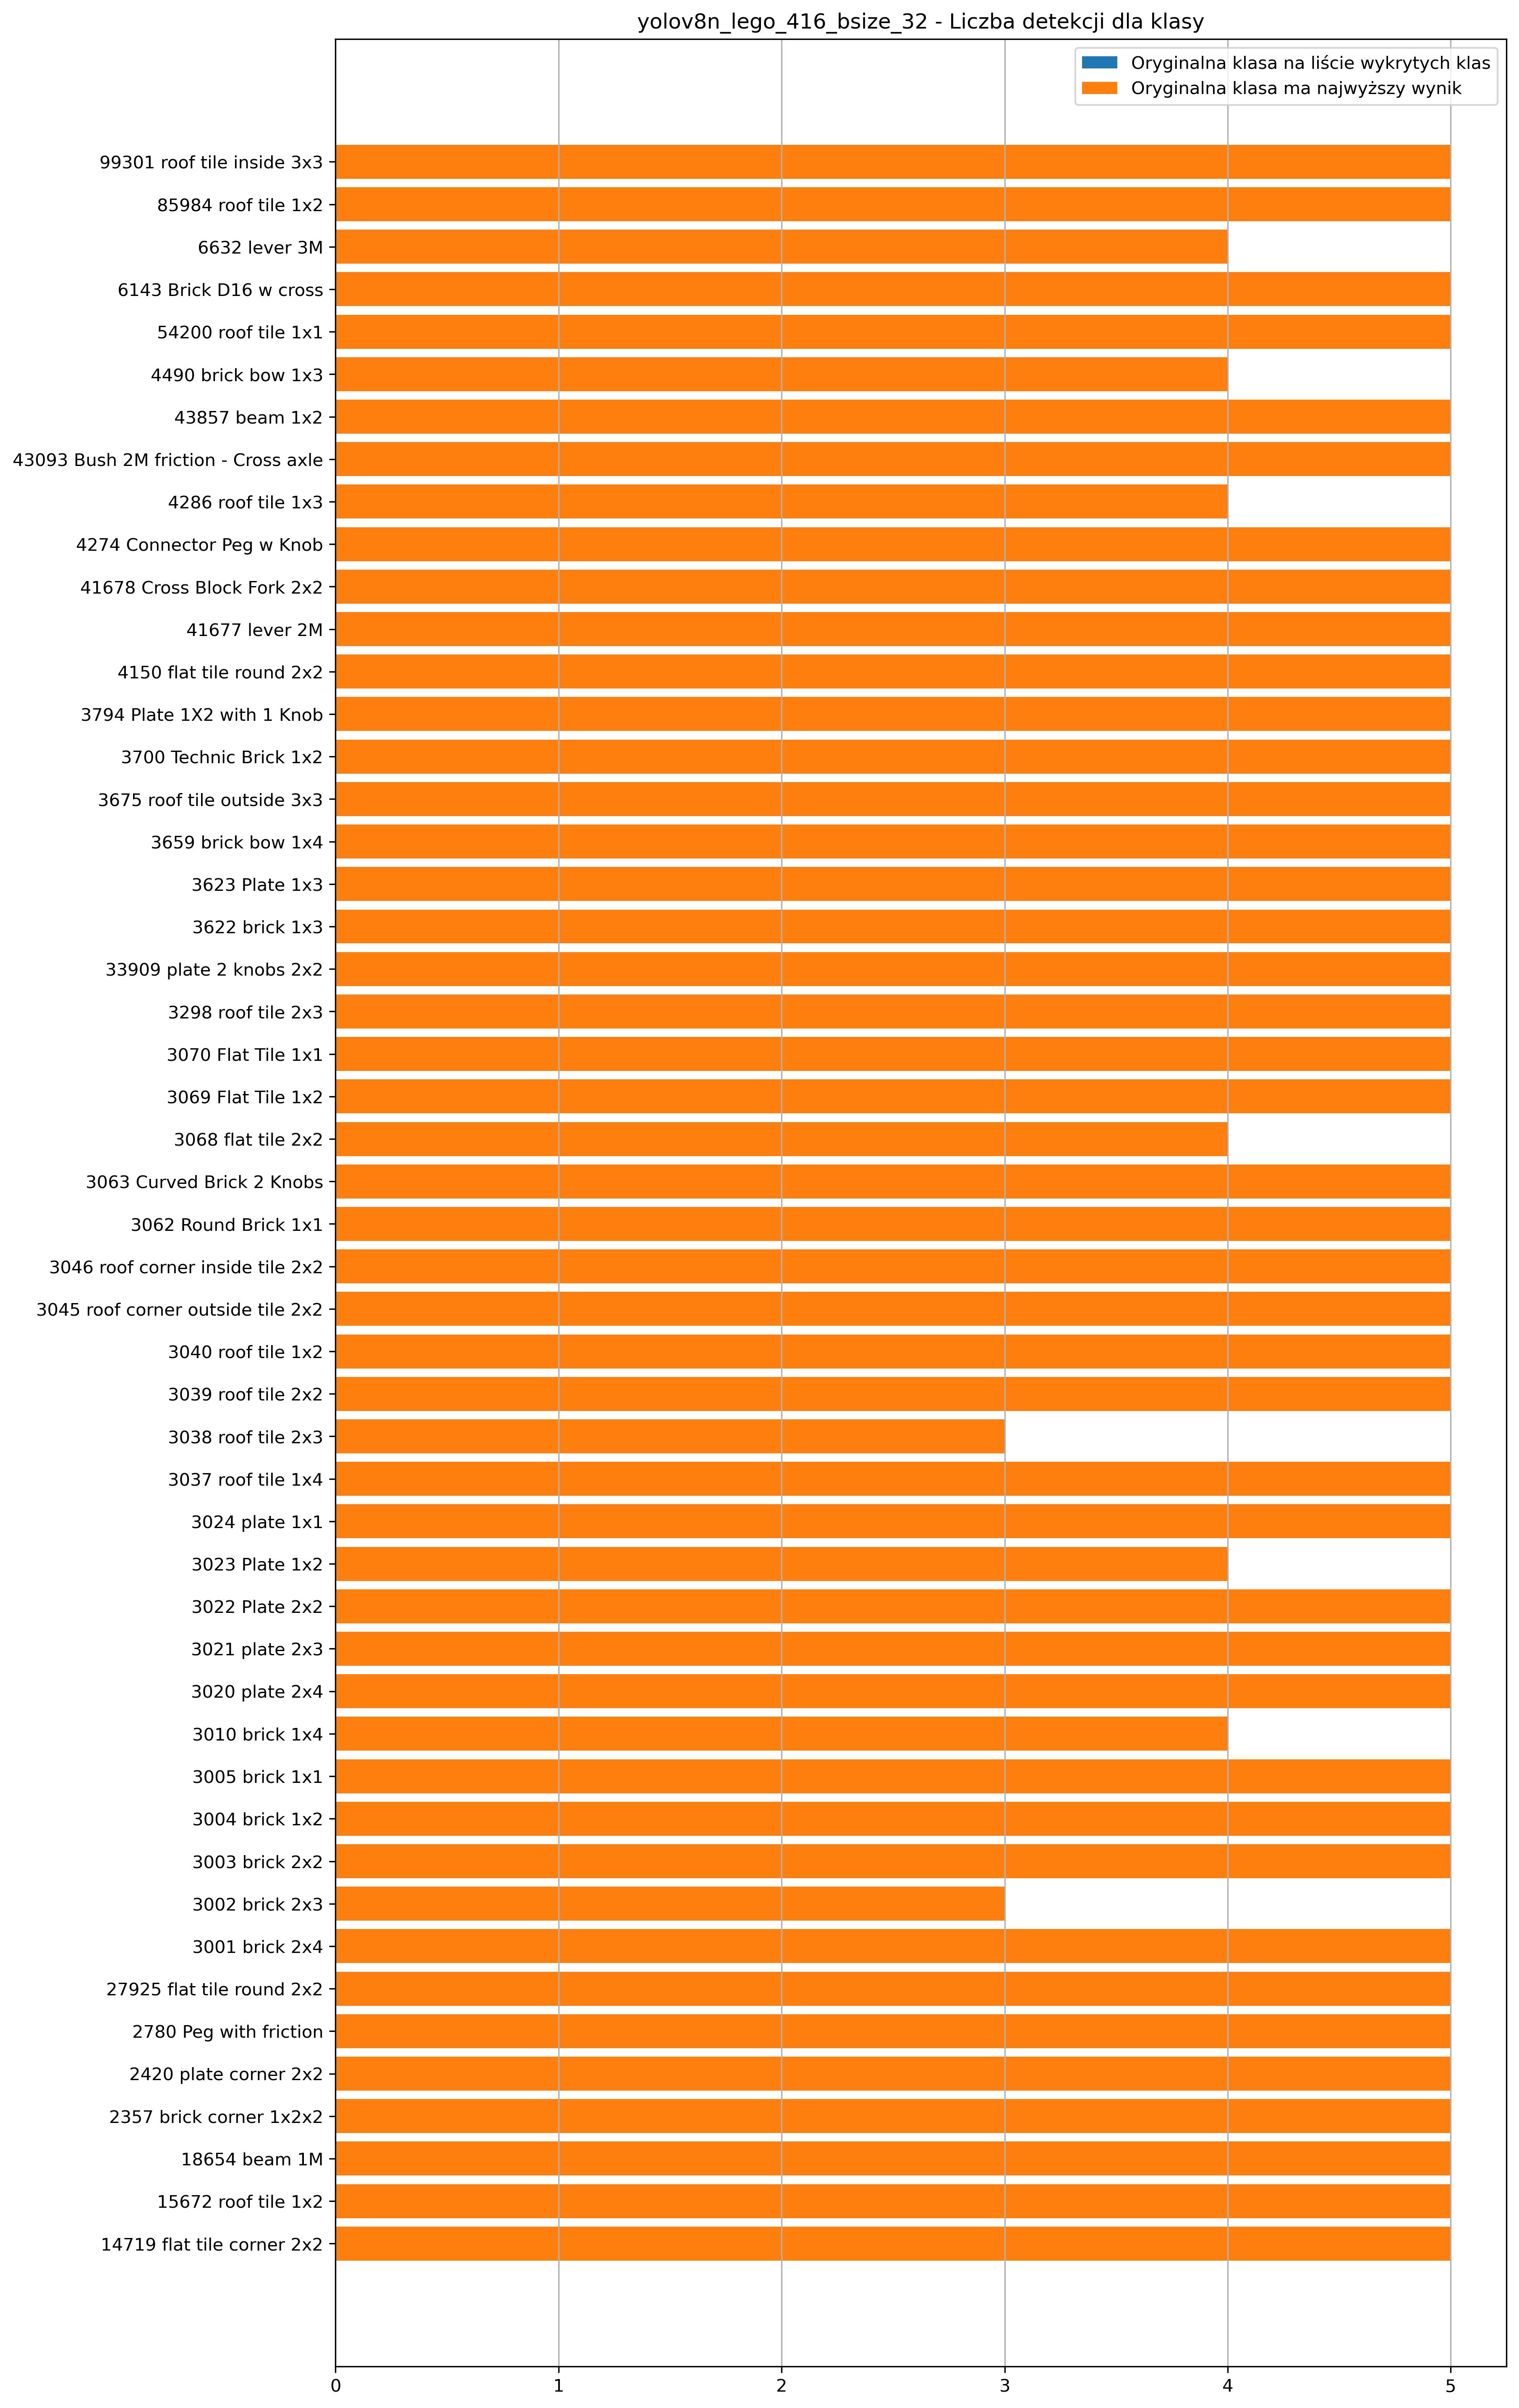 yolov8n_lego_416_bsize_32 - Liczba detekcji dla klasy
Oryginalna klasa na liście wykrytych klas
Oryginalna klasa ma najwyższy wynik
99301 roof tile inside 3x3
85984 roof tile 1x2
6632 lever 3M
6143 Brick D16 w cross
54200 roof tile 1x1
4490 brick bow 1x3
43857 beam 1x2
43093 Bush 2M friction - Cross axle
4286 roof tile 1x3
4274 Connector Peg w Knob
41678 Cross Block Fork 2x2
41677 lever 2M
4150 flat tile round 2x2
3794 Plate 1X2 with 1 Knob
3700 Technic Brick 1x2
3675 roof tile outside 3x3
3659 brick bow 1x4
3623 Plate 1x3
3622 brick 1x3
33909 plate 2 knobs 2x2
3298 roof tile 2x3
3070 Flat Tile 1x1
3069 Flat Tile 1x2
3068 flat tile 2x2
3063 Curved Brick 2 Knobs
3062 Round Brick 1x1
3046 roof corner inside tile 2x2
3045 roof corner outside tile 2x2
3040 roof tile 1x2
3039 roof tile 2x2
3038 roof tile 2x3
3037 roof tile 1x4
3024 plate 1x1
3023 Plate 1x2
3022 Plate 2x2
3021 plate 2x3
3020 plate 2x4
3010 brick 1x4
3005 brick 1x1
3004 brick 1x2
3003 brick 2x2
3002 brick 2x3
3001 brick 2x4
27925 flat tile round 2x2
2780 Peg with friction
2420 plate corner 2x2
2357 brick corner 1x2x2
18654 beam 1M
15672 roof tile 1x2
14719 flat tile corner 2x2
0 1 2 3 4 5